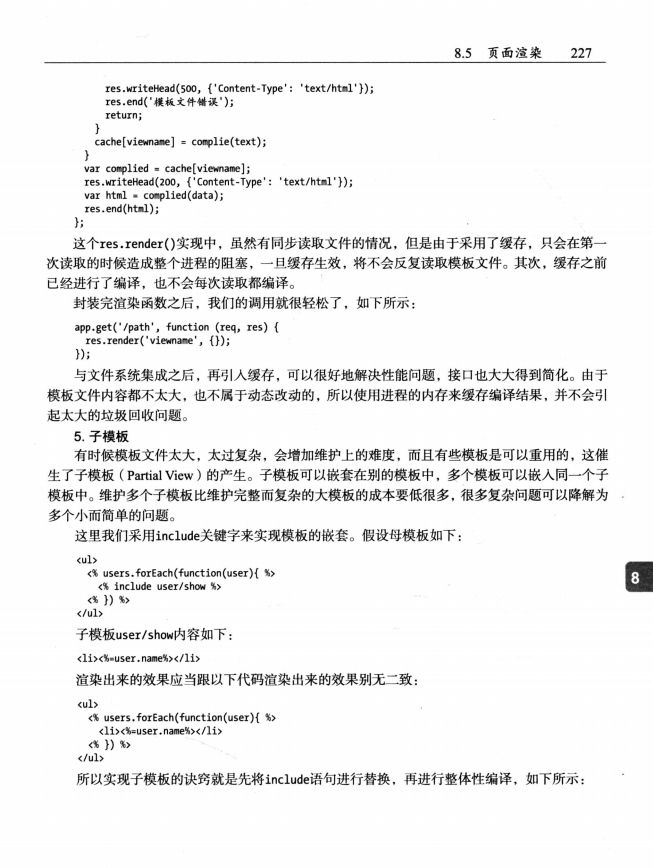 8.5 页面渲染 227
res.writeHead(500, {'Content-Type': 'text/html'});
res.end('模板文件错误');
return;
}
cache[viewname] = complie(text);
}
var complied = cache[viewname];
res.writeHead(200, {'Content-Type': 'text/html'});
var html = complied(data);
res.end(html);
};
这个res.render()实现中，虽然有同步读取文件的情况，但是由于采用了缓存，只会在第一
次读取的时候造成整个进程的阻塞，一旦缓存生效，将不会反复读取模板文件。其次，缓存之前
已经进行了编译，也不会每次读取都编译。
封装完渲染函数之后，我们的调用就很轻松了，如下所示：
app.get('/path', function (req, res) {
res.render('viewname', {});
});
与文件系统集成之后，再引入缓存，可以很好地解决性能问题，接口也大大得到简化。由于
模板文件内容都不太大，也不属于动态改动的，所以使用进程的内存来缓存编译结果，并不会引
起太大的垃圾回收问题。
5. 子模板
有时候模板文件太大，太过复杂，会增加维护上的难度，而且有些模板是可以重用的，这催
生了子模板（Partial View）的产生。子模板可以嵌套在别的模板中，多个模板可以嵌入同一个子
模板中。维护多个子模板比维护完整而复杂的大模板的成本要低很多，很多复杂问题可以降解为
多个小而简单的问题。
这里我们采用include关键字来实现模板的嵌套。假设母模板如下：
<ul>
<% users.forEach(function(user){ %>
<% include user/show %>
<% }) %>
</ul>
8
子模板user/show内容如下：
<li><%=user.name%></li>
渲染出来的效果应当跟以下代码渲染出来的效果别无二致：
<ul>
<% users.forEach(function(user){ %>
<li><%=user.name%></li>
<% }) %>
</ul>
所以实现子模板的诀窍就是先将include语句进行替换，再进行整体性编译，如下所示：